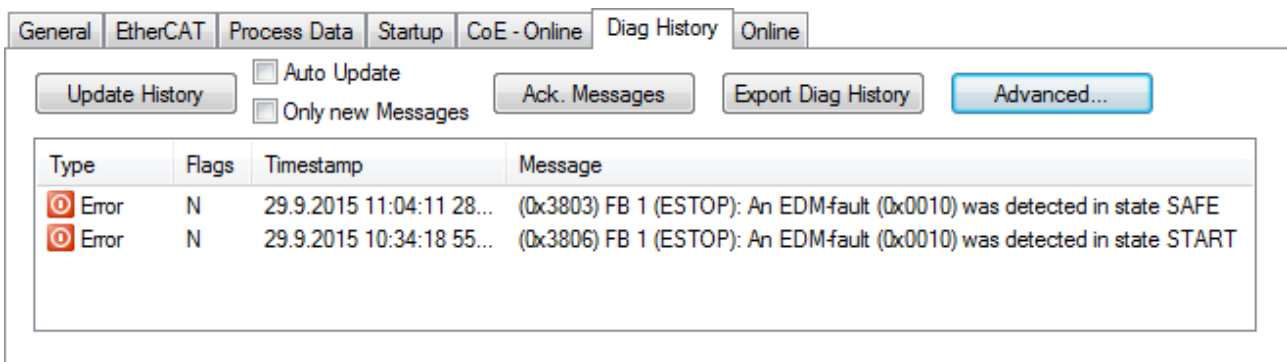 General EtherCAT Process Data Startup CoE - Online Diag History Online
Update History Auto Update Ack. Messages Export Diag History Advanced...
Only new Messages
Type Flags Timestamp Message
Error N 29.9.2015 11:04:11 28... (0x3803) FB 1 (ESTOP): An EDM-fault (0x0010) was detected in state SAFE
Error N 29.9.2015 10:34:18 55... (0x3806) FB 1 (ESTOP): An EDM-fault (0x0010) was detected in state START